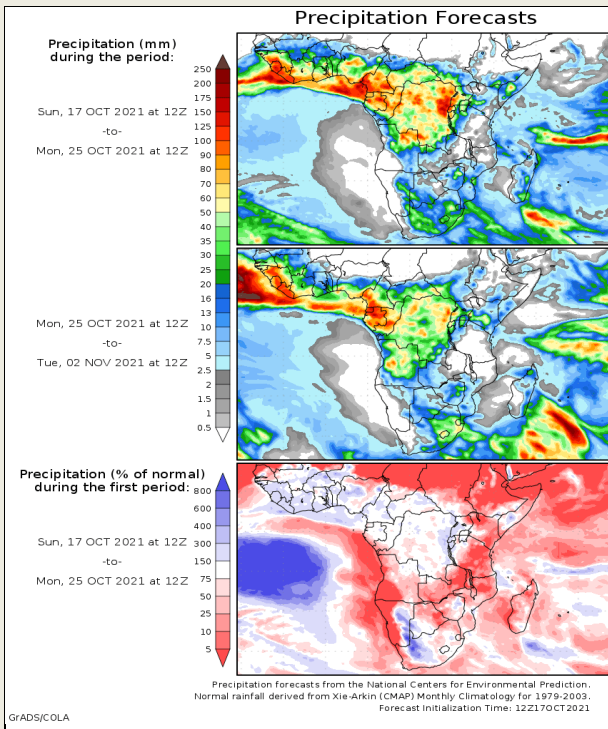 Precipitation Forecasts
Precipitation (mm)
during the period:
Sun, 17 OCT 2021 at 12Z
-to-
Mon, 25 OCT 2021 at 12Z
250
200
175
150
125
100
90
80
70
60
50
40
35
30
25
20
16
13
10
7.5
5
2.5
2
1.5
1
0.5
Mon, 25 OCT 2021 at 12Z
-to-
Tue, 02 NOV 2021 at 12Z
Precipitation (% of normal)
during the first period:
Sun, 17 OCT 2021 at 12Z
-to-
Mon, 25 OCT 2021 at 12Z
800
600
400
300
150
75
50
25
10
5
Precipitation forecasts from the National Centers for Environmental Prediction.
Normal rainfall derived from Xie-Arkin (CMAP) Monthly Climatology for 1979-2003.
Forecast Initialization Time: 12Z17OCT2021
GrADS/COLA